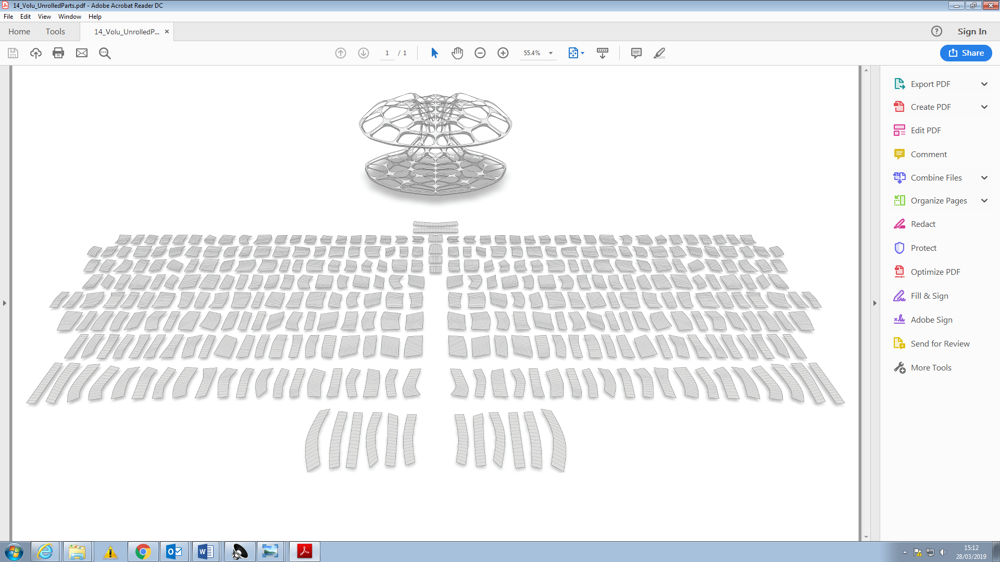 14_Volu_UnrolledParts.pdf - Adobe Acrobat Reader DC
File Edit View Window Help
Home Tools 14_Volu_UnrolledP... × ? Sign In
1 / 1 55.4% Share
Export PDF
Create PDF
Edit PDF
Comment
Combine Files
Organize Pages
Redact
Protect
Optimize PDF
Fill & Sign
Adobe Sign
Send for Review
More Tools
15:12
28/03/2019